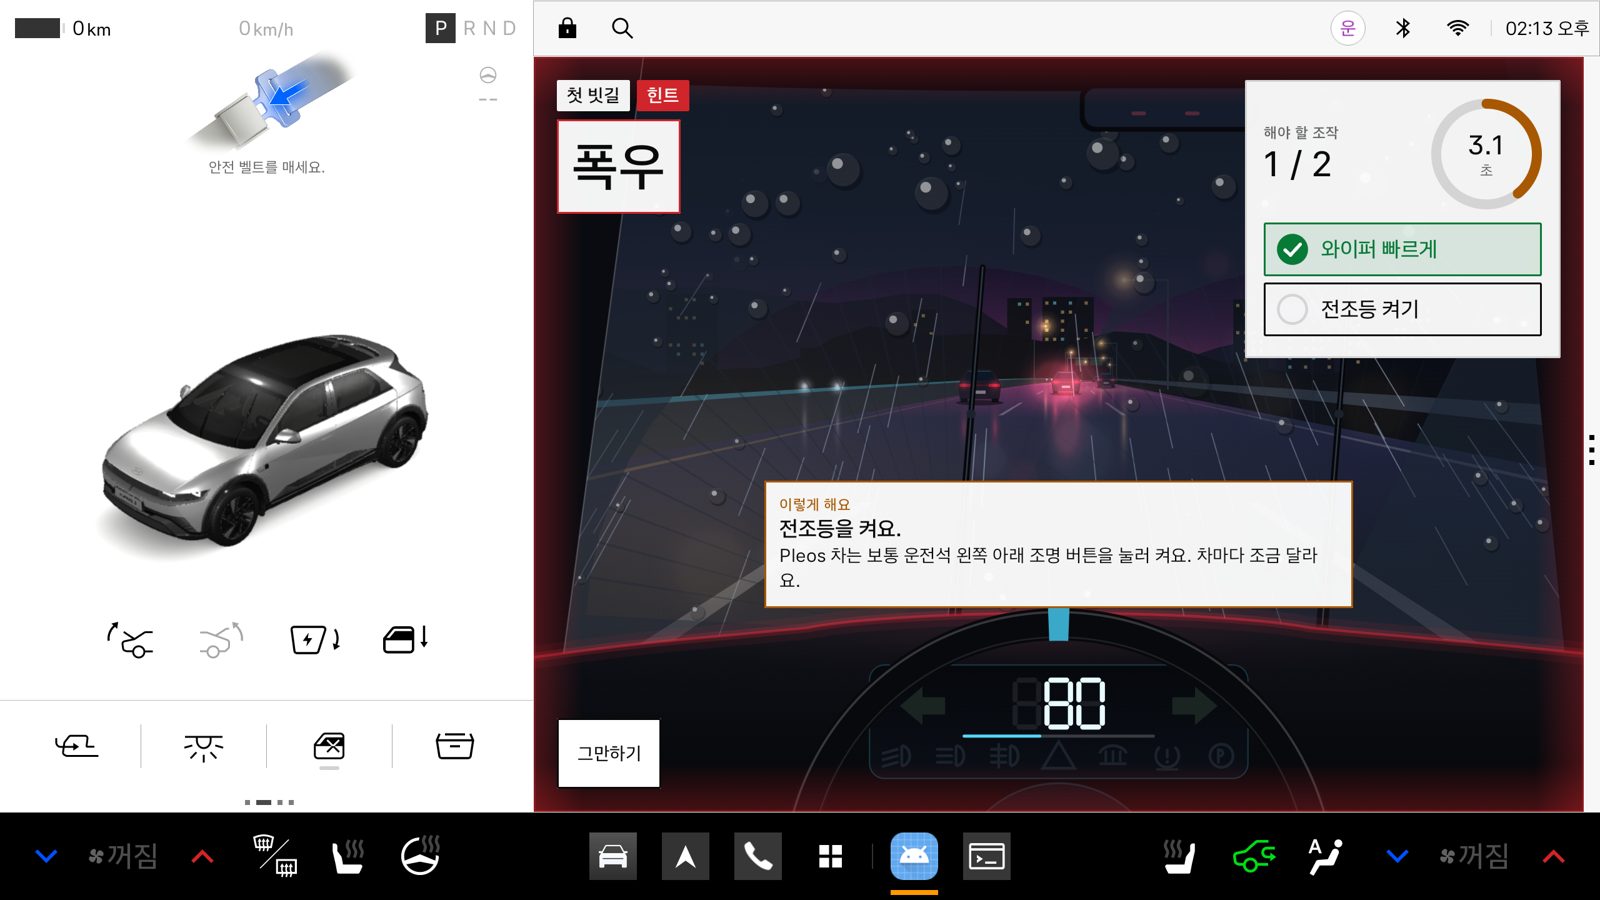 0km
0km/h
P R N D
운
02:13 오후
--
안전 벨트를 매세요.
첫 빗길
힌트
폭우
해야 할 조작
1 / 2
3.1
초
와이퍼 빠르게
전조등 켜기
이렇게 해요
전조등을 켜요.
Pleos 차는 보통 운전석 왼쪽 아래 조명 버튼을 눌러 켜요. 차마다 조금 달라
요.
80
그만하기
꺼짐
A
꺼짐